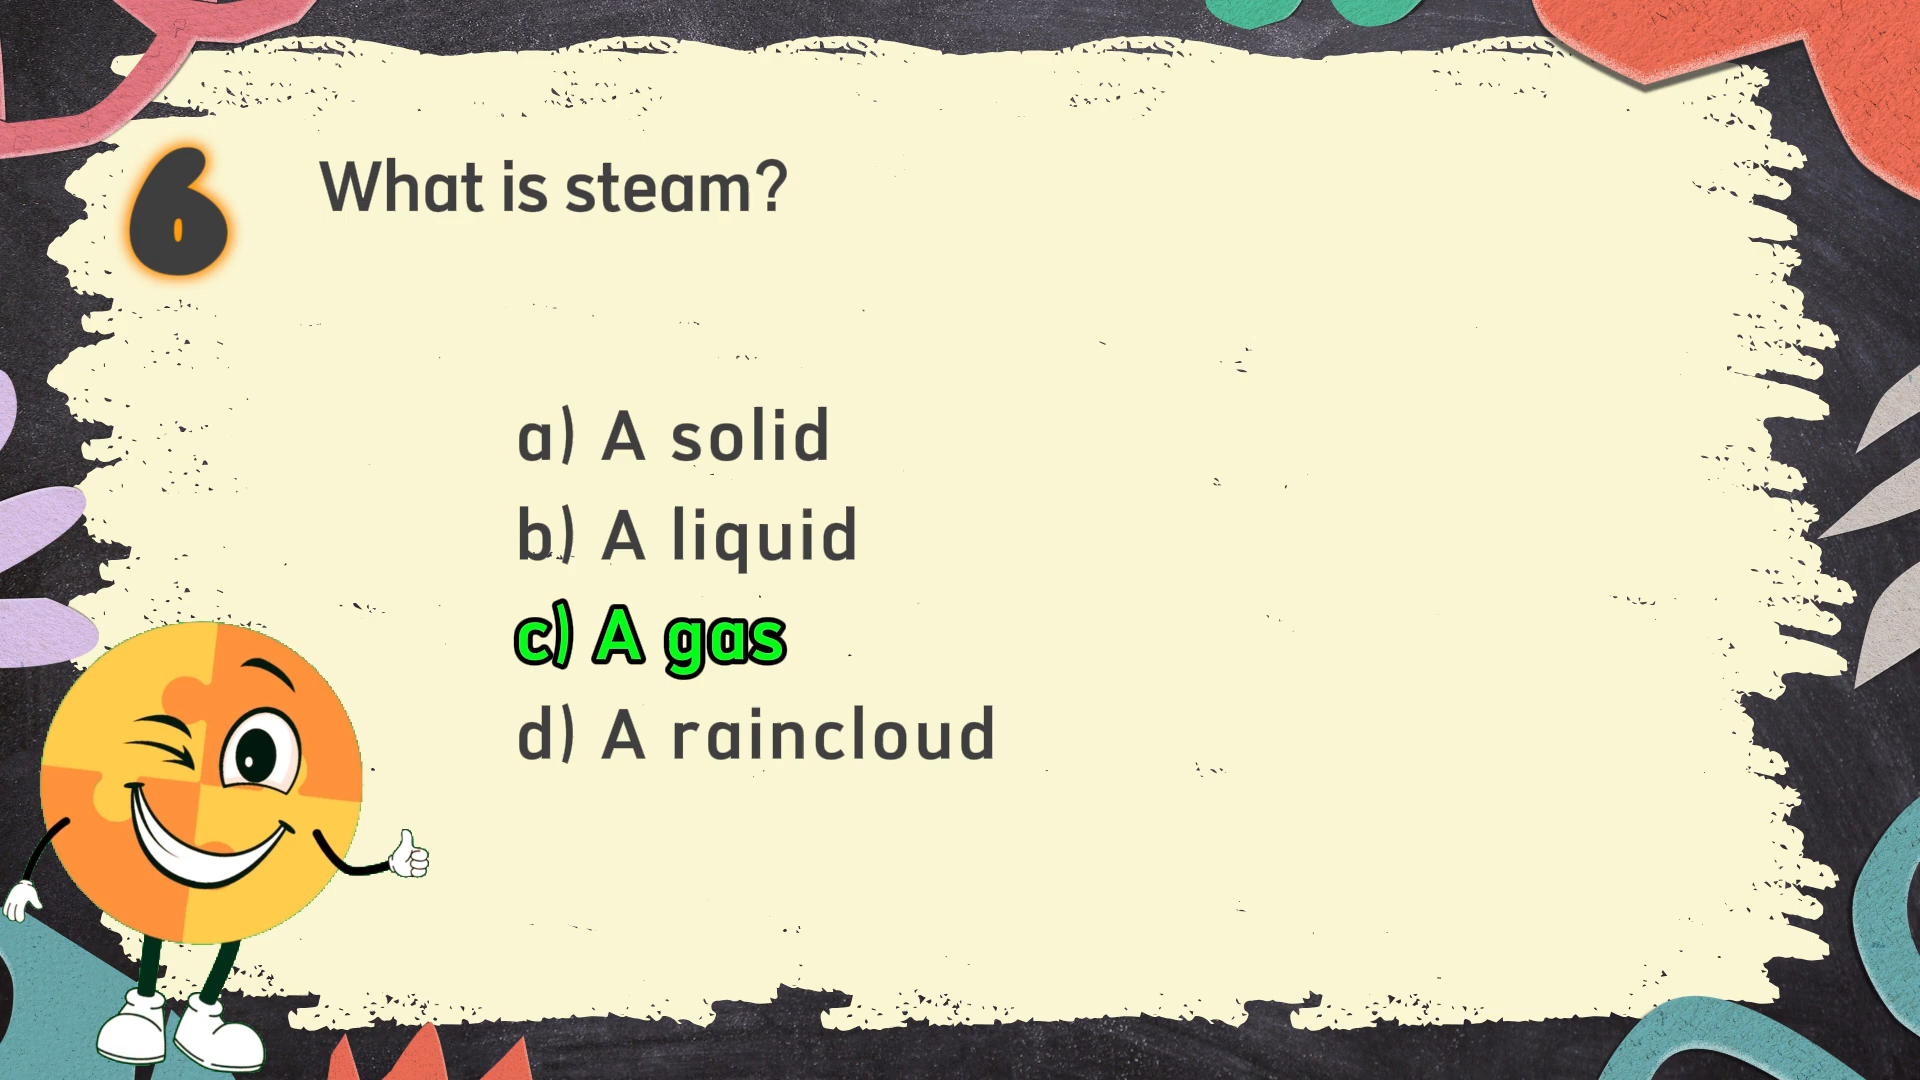 6
What is steam?
a) A solid
b) A liquid
c) A gas
d) A raincloud